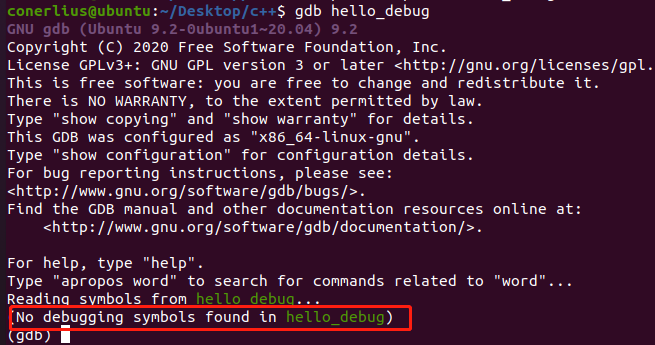 conerlius@ubuntu:~/Desktop/c++$ gdb hello_debug
GNU gdb (Ubuntu 9.2-0ubuntu1~20.04) 9.2
Copyright (C) 2020 Free Software Foundation, Inc.
License GPLv3+: GNU GPL version 3 or later <http://gnu.org/licenses/gpl.
This is free software: you are free to change and redistribute it.
There is NO WARRANTY, to the extent permitted by law.
Type "show copying" and "show warranty" for details.
This GDB was configured as "x86_64-linux-gnu".
Type "show configuration" for configuration details.
For bug reporting instructions, please see:
<http://www.gnu.org/software/gdb/bugs/>.
Find the GDB manual and other documentation resources online at:
    <http://www.gnu.org/software/gdb/documentation/>.

For help, type "help".
Type "apropos word" to search for commands related to "word"...
Reading symbols from hello_debug...
(No debugging symbols found in hello_debug)
(gdb)